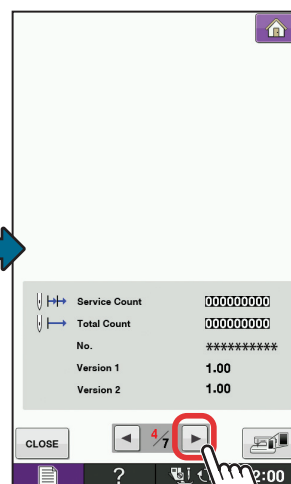 Service Count 000000000
Total Count 000000000
No. **********
Version 1 1.00
Version 2 1.00
CLOSE 4/7
? 2:00